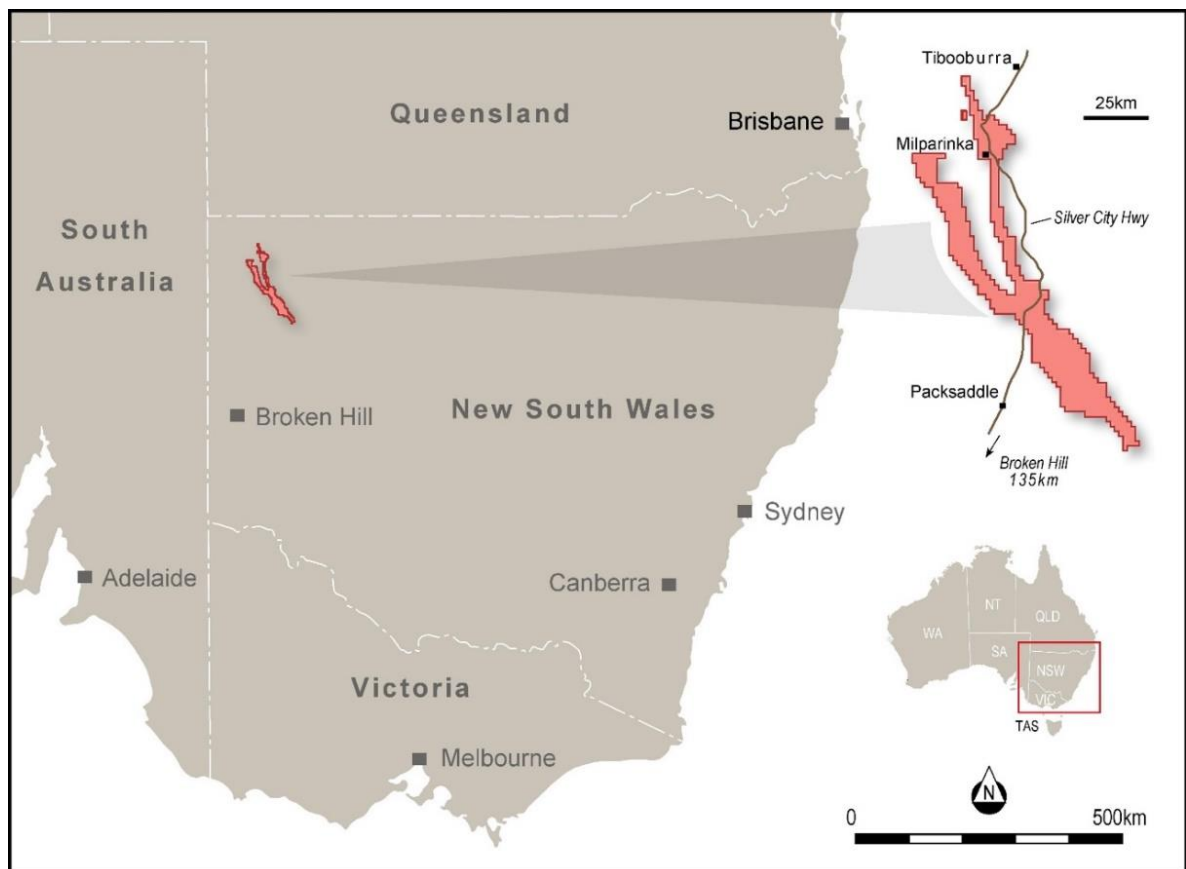 Queensland
Brisbane
South
Australia
Broken Hill
New South Wales
Sydney
Adelaide
Canberra
Victoria
Melbourne
Tibooburra
25km
Milparinka
Silver City Hwy
Packsaddle
Broken Hill
135km
NT
QLD
WA
SA
NSW
VIC
TAS
N
0
500km